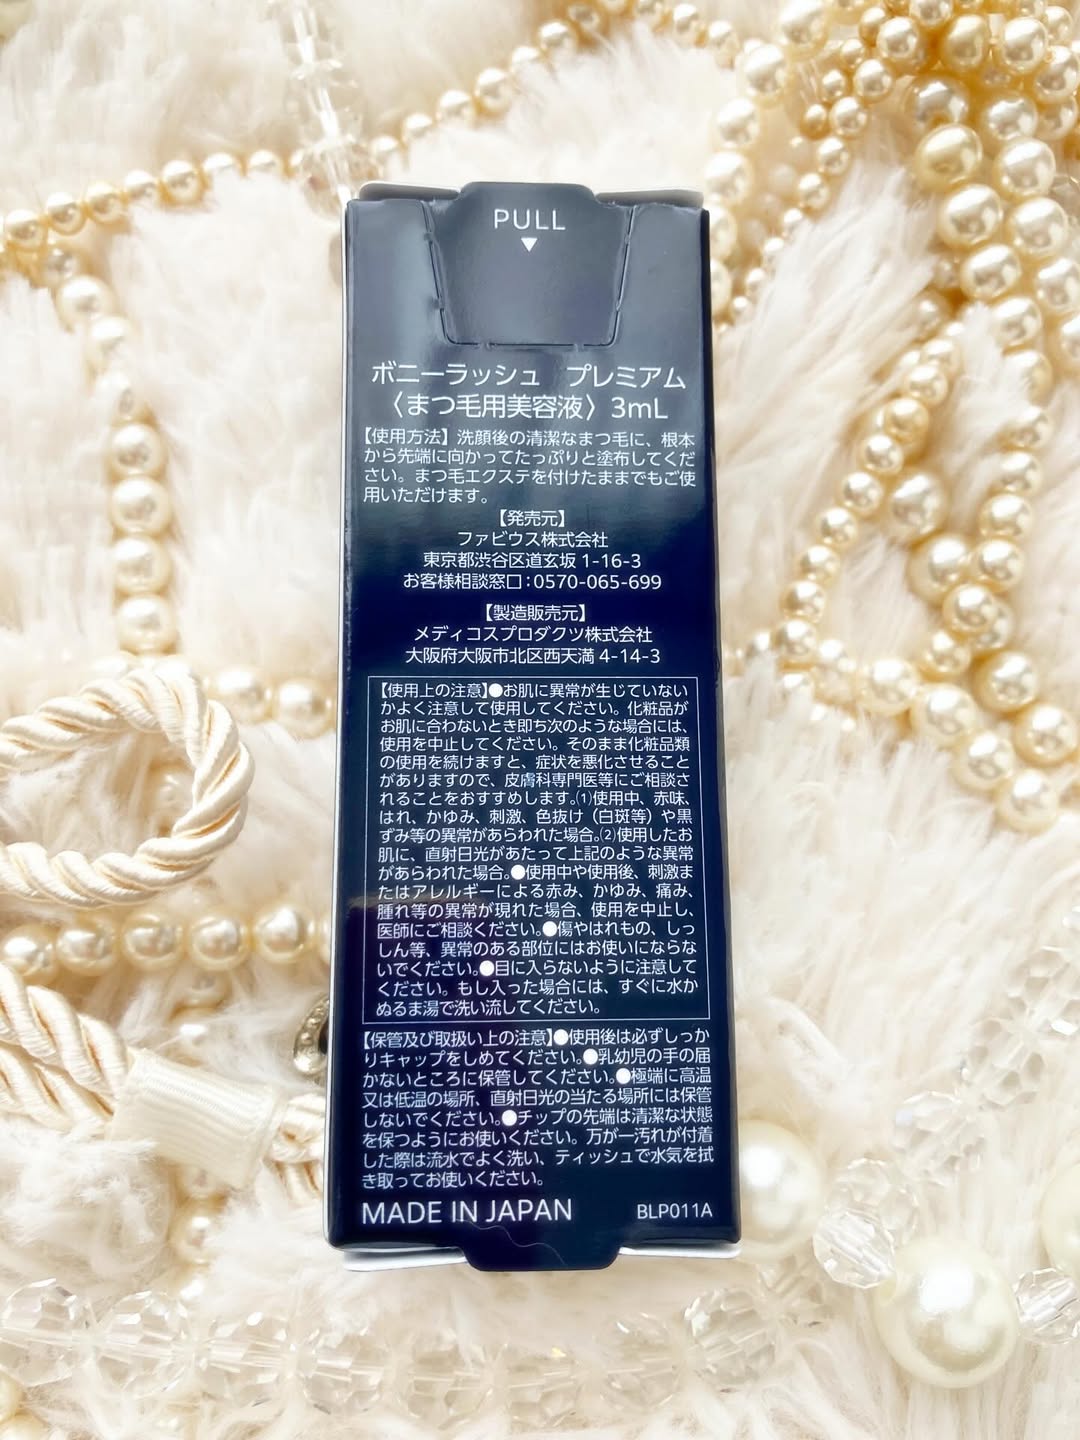 PULL
▼
ボニーラッシュ プレミアム
〈まつ毛用美容液〉3mL
【使用方法】洗顔後の清潔なまつ毛に、根本
から先端に向かってたっぷりと塗布してくだ
さい。まつ毛エクステを付けたままでもご使
用いただけます。
【発売元】
ファビウス株式会社
東京都渋谷区道玄坂 1-16-3
お客様相談窓口:0570-065-699
【製造販売元】
メディコスプロダクツ株式会社
大阪府大阪市北区西天満 4-14-3
【使用上の注意】●お肌に異常が生じていない
かよく注意して使用してください。化粧品が
お肌に合わないとき即ち次のような場合には、
使用を中止してください。そのまま化粧品類
の使用を続けますと、症状を悪化させること
がありますので、皮膚科専門医等にご相談さ
れることをおすすめします。⑴使用中、赤味、
はれ、かゆみ、刺激、色抜け（白斑等）や黒
ずみ等の異常があらわれた場合。⑵使用したお
肌に、直射日光があたって上記のような異常
があらわれた場合。●使用中や使用後、刺激ま
たはアレルギーによる赤み、かゆみ、痛み、
腫れ等の異常が現れた場合、使用を中止し、
医師にご相談ください。●傷やはれもの、しっ
しん等、異常のある部位にはお使いにならな
いでください。●目に入らないように注意して
ください。もし入った場合には、すぐに水か
ぬるま湯で洗い流してください。
【保管及び取扱い上の注意】●使用後は必ずしっか
りキャップをしめてください。●乳幼児の手の届
かないところに保管してください。●極端に高温
又は低温の場所、直射日光の当たる場所には保管
しないでください。●チップの先端は清潔な状態
を保つようにお使いください。万が一汚れが付着
した際は流水でよく洗い、ティッシュで水気を拭
き取ってお使いください。
MADE IN JAPAN
BLP011A